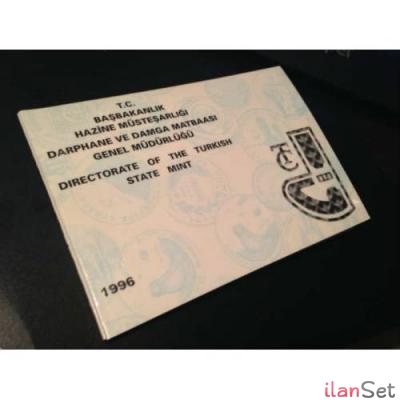 T.C.
BAŞBAKANLIK
HAZİNE MÜSTEŞARLIĞI
DARPHANE VE DAMGA MATBAASI
GENEL MÜDÜRLÜĞÜ
DIRECTORATE OF THE TURKISH
STATE MINT
TC
1996
ilanSet